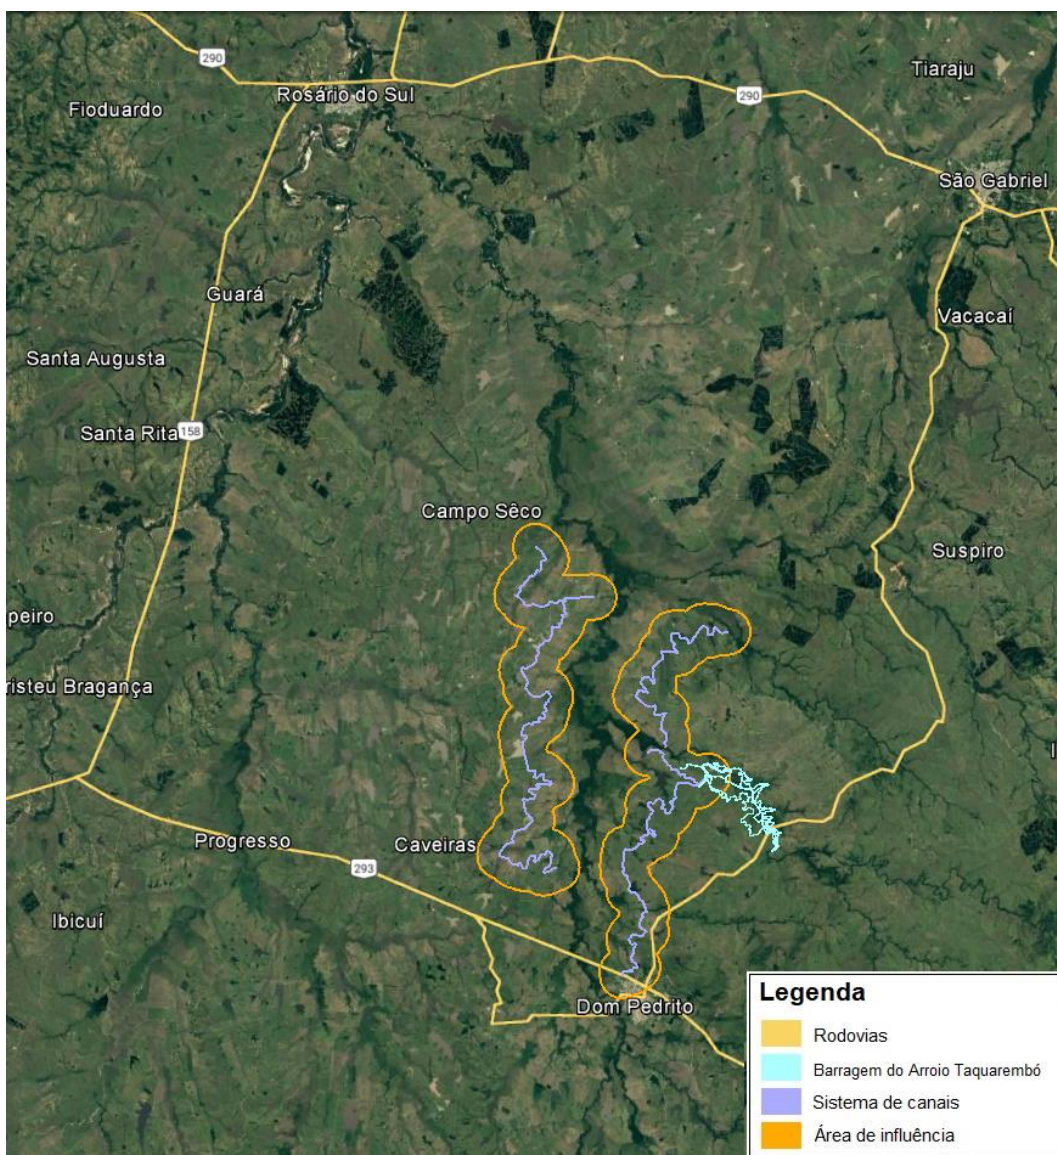 290
Tiaraju
Rosário do Sul
290
Fioduardo
São Gabriel
Guará
Vacacaí
Santa Augusta
Santa Rita
158
Campo Sêco
Suspiro
peiro
risteu Bragança
Progresso
Caveiras
293
Ibicuí
Dom Pedrito
Legenda
Rodovias
Barragem do Arroio Taquarembó
Sistema de canais
Área de influência